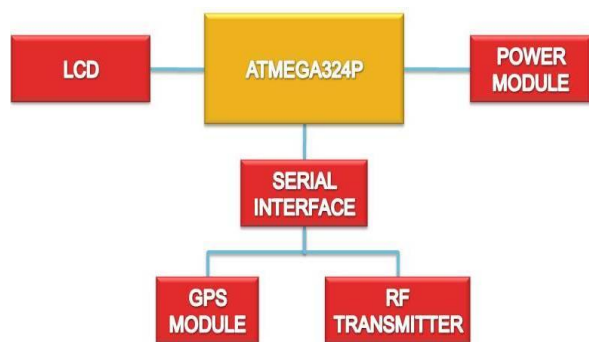 LCD
ATMEGA324P
POWER
MODULE
SERIAL
INTERFACE
GPS
MODULE
RF
TRANSMITTER